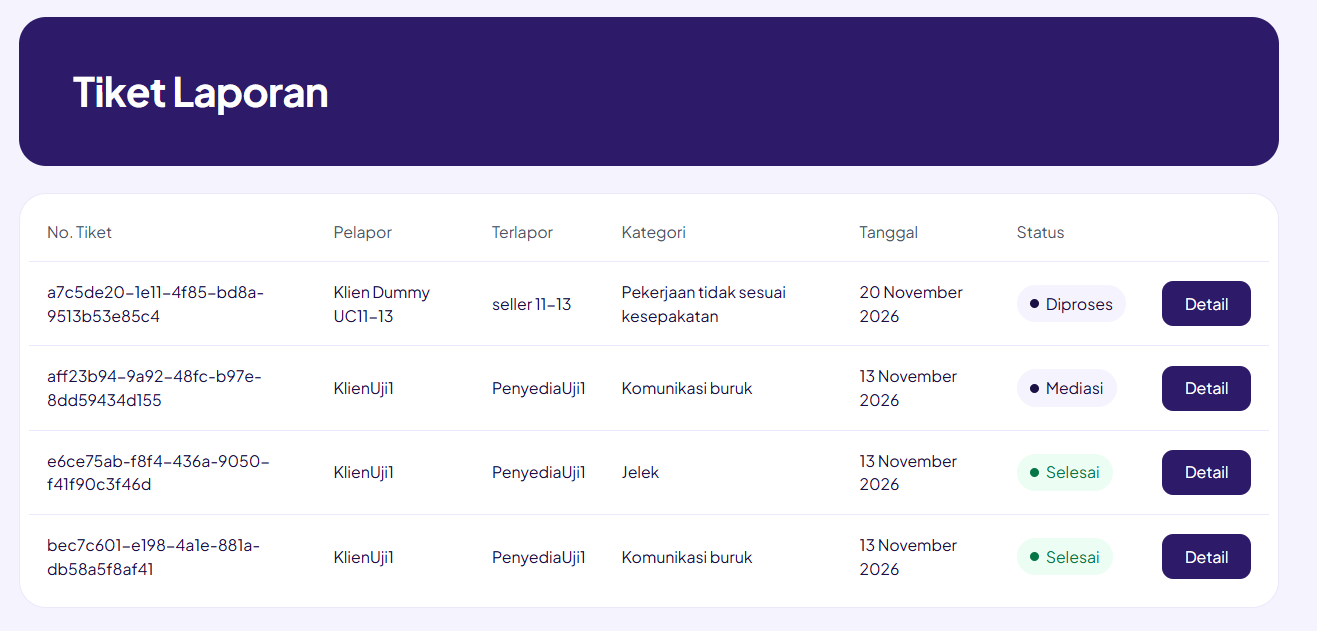 Tiket Laporan
No. Tiket Pelapor Terlapor Kategori Tanggal Status
a7c5de20-1e11-4f85-bd8a-
9513b53e85c4
Klien Dummy
UC11-13
seller 11-13
Pekerjaan tidak sesuai
kesepakatan
20 November
2026
Diproses
Detail
aff23b94-9a92-48fc-b97e-
8dd59434d155
KlienUji1
PenyediaUji1
Komunikasi buruk
13 November
2026
Mediasi
Detail
e6ce75ab-f8f4-436a-9050-
f41f90c3f46d
KlienUji1
PenyediaUji1
Jelek
13 November
2026
Selesai
Detail
bec7c601-e198-4a1e-881a-
db58a5f8af41
KlienUji1
PenyediaUji1
Komunikasi buruk
13 November
2026
Selesai
Detail